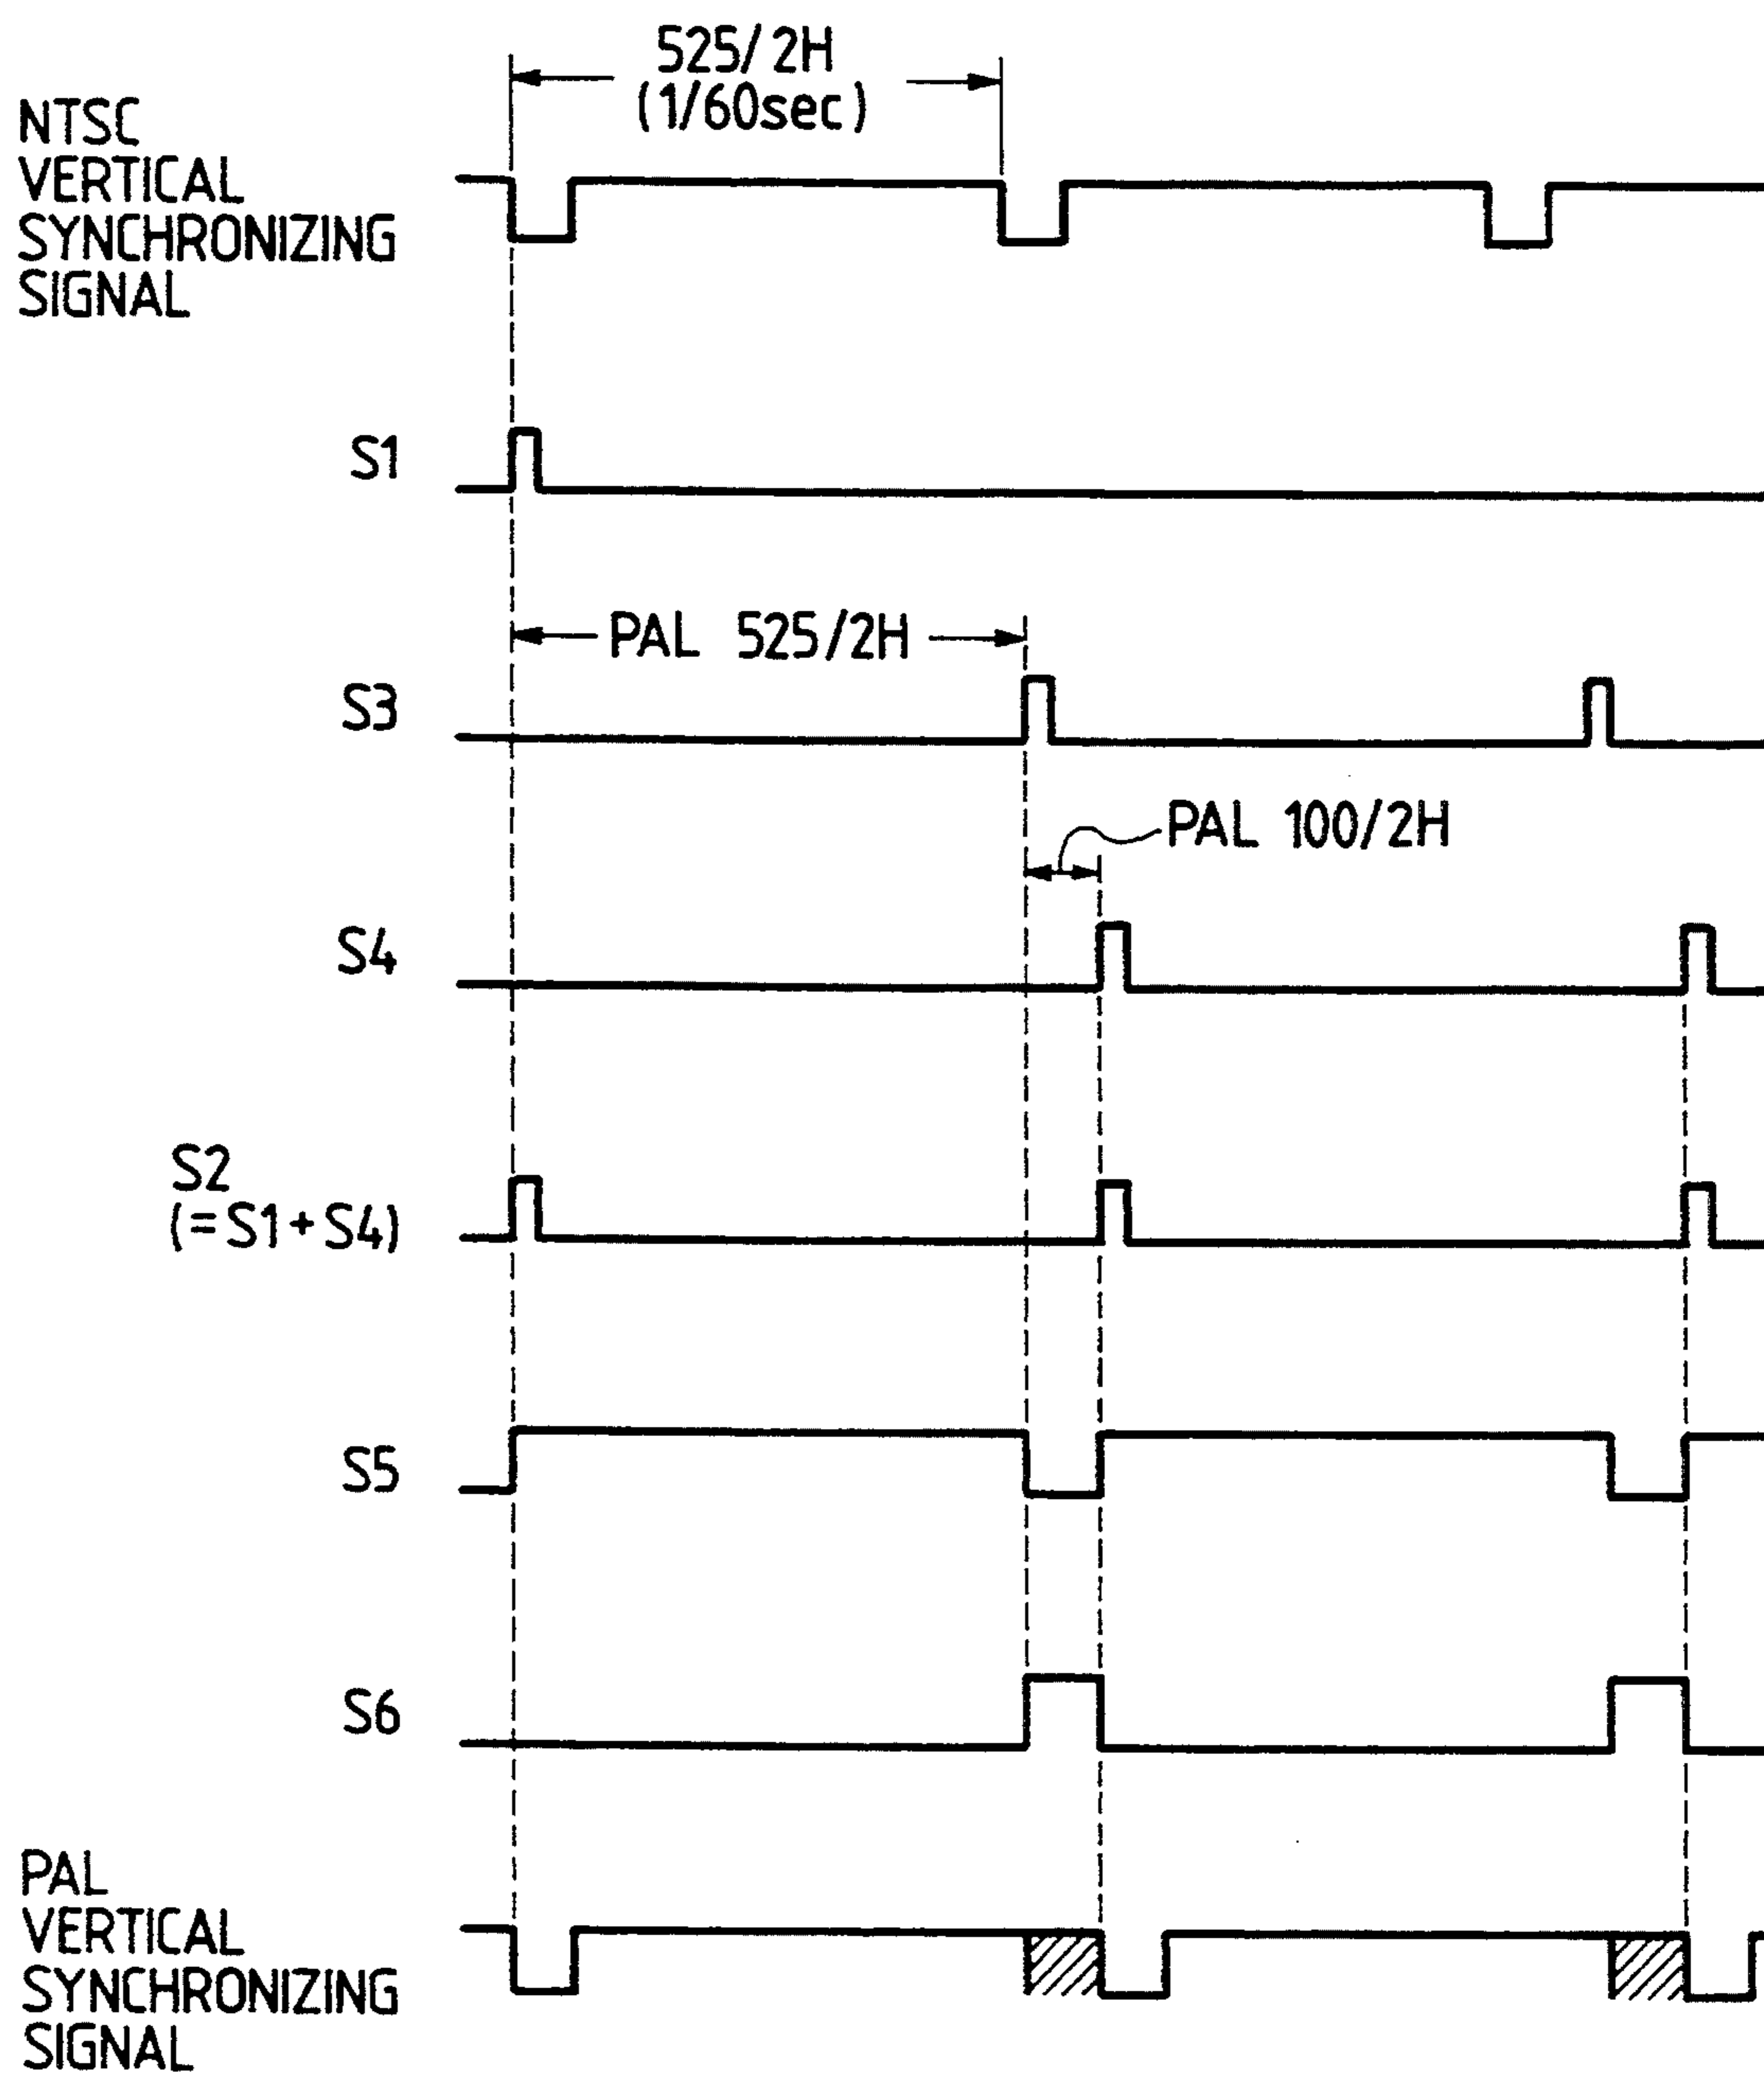 525/2H
(1/60sec)
NTSC
VERTICAL
SYNCHRONIZING
SIGNAL
S1
PAL 525/2H
S3
PAL 100/2H
S4
S2
(=S1+S4)
S5
S6
PAL
VERTICAL
SYNCHRONIZING
SIGNAL